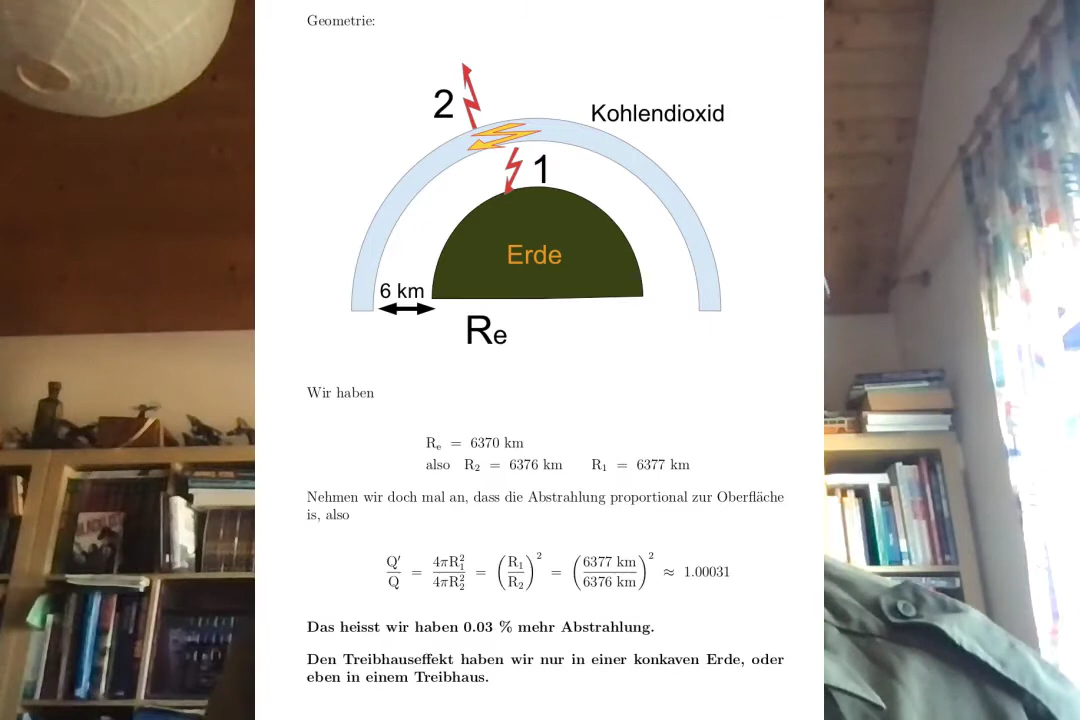 Geometrie:
2
Kohlendioxid
1
Erde
6 km
Re
Wir haben
Re = 6370 km
also R2 = 6376 km R1 = 6377 km
Nehmen wir doch mal an, dass die Abstrahlung proportional zur Oberfläche
is, also
Q′/Q = 4πR1²/4πR2² = (R1/R2)² = (6377 km/6376 km)² ≈ 1.00031
Das heisst wir haben 0.03 % mehr Abstrahlung.
Den Treibhauseffekt haben wir nur in einer konkaven Erde, oder
eben in einem Treibhaus.